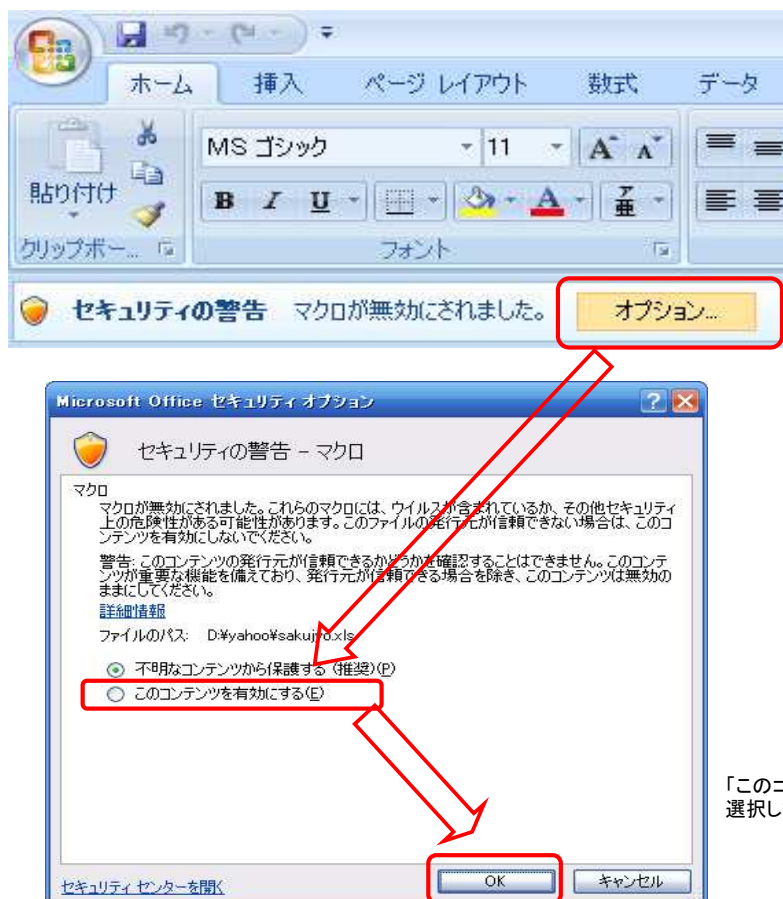 ホーム 挿入 ページ レイアウト 数式 データ
MS ゴシック 11 A A
貼り付け
B I U A ア亜
クリップボー... フォント
セキュリティの警告 マクロが無効にされました。 オプション...
Microsoft Office セキュリティ オプション
セキュリティの警告 - マクロ
マクロ
マクロが無効にされました。これらのマクロには、ウイルスが含まれているか、その他セキュリティ
上の危険性がある可能性があります。このファイルの発行元が信頼できない場合は、このコ
ンテンツを有効にしないでください。
警告: このコンテンツの発行元が信頼できるかどうかを確認することはできません。このコンテ
ンツが重要な機能を備えており、発行元が信頼できる場合を除き、このコンテンツは無効の
ままにしてください。
詳細情報
ファイルのパス: D:¥yahoo¥sakujyo.xls
不明なコンテンツから保護する (推奨)(P)
このコンテンツを有効にする(E)
「このコ
選択し
セキュリティ センターを開く OK キャンセル